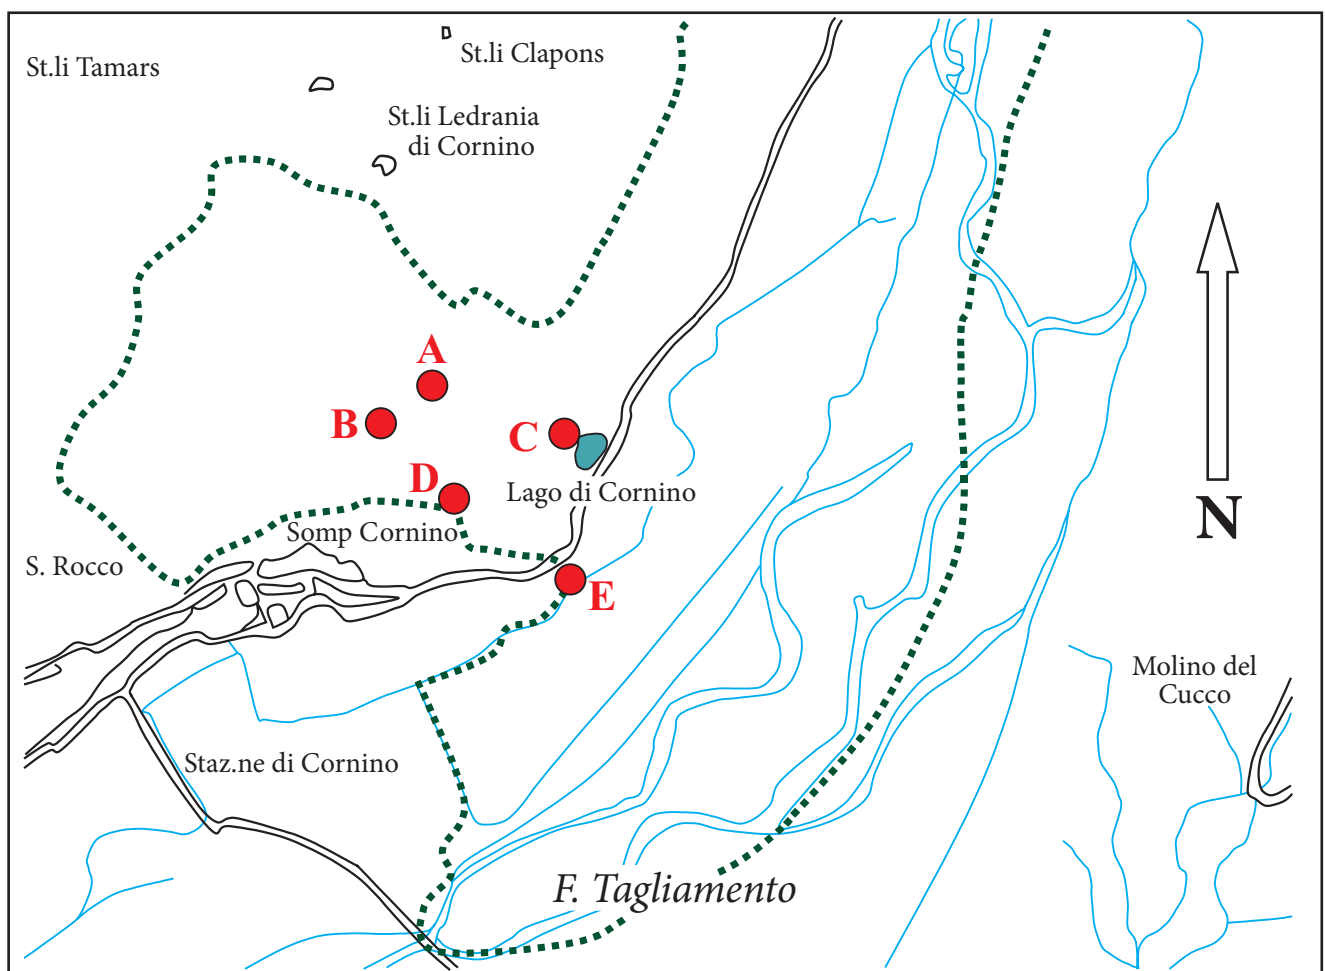 St.li Clapons
St.li Tamars
St.li Ledrania
di Cornino
A
B
C
D
Lago di Cornino
N
Somp Cornino
S. Rocco
E
Molino del
Cucco
Staz.ne di Cornino
F. Tagliamento